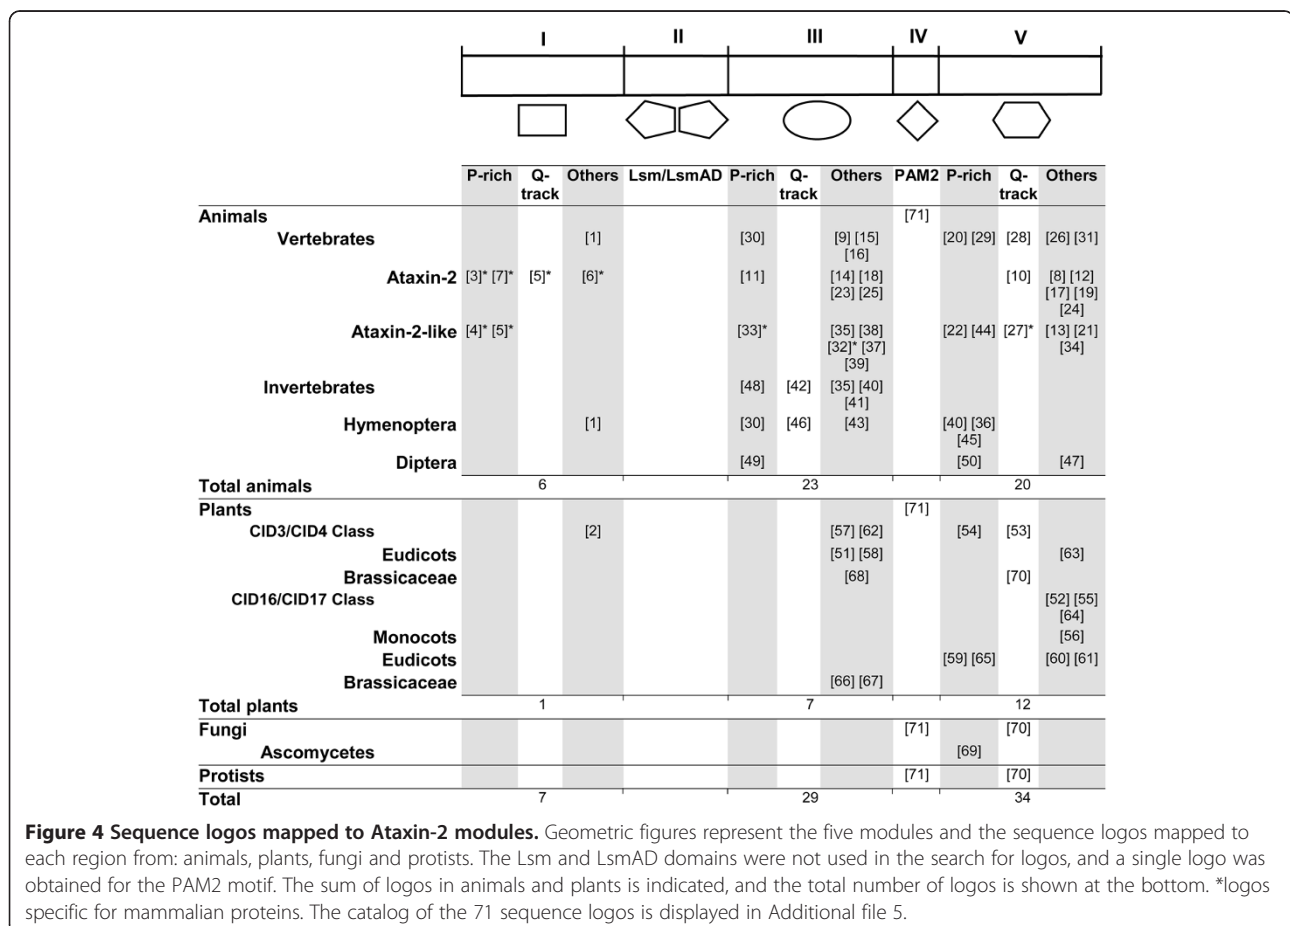 I II III IV V
P-rich Q- Others Lsm/LsmAD P-rich Q- Others PAM2 P-rich Q- Others
track track track
Animals [71]
Vertebrates [1] [30] [9] [15] [20] [29] [28] [26] [31]
[16]
Ataxin-2 [3]* [7]* [5]* [6]* [11] [14] [18] [10] [8] [12]
[23] [25] [17] [19]
[24]
Ataxin-2-like [4]* [5]* [33]* [35] [38] [22] [44] [27]* [13] [21]
[32]* [37] [34]
[39]
Invertebrates [48] [42] [35] [40]
[41]
Hymenoptera [1] [30] [46] [43] [40] [36]
[45]
Diptera [49] [50] [47]
Total animals 6 23 20
Plants [71]
CID3/CID4 Class [2] [57] [62] [54] [53]
Eudicots [51] [58] [63]
Brassicaceae [68] [70]
CID16/CID17 Class [52] [55]
[64]
Monocots [56]
Eudicots [59] [65] [60] [61]
Brassicaceae [66] [67]
Total plants 1 7 12
Fungi [71] [70]
Ascomycetes [69]
Protists [71] [70]
Total 7 29 34
Figure 4 Sequence logos mapped to Ataxin-2 modules. Geometric figures represent the five modules and the sequence logos mapped to
each region from: animals, plants, fungi and protists. The Lsm and LsmAD domains were not used in the search for logos, and a single logo was
obtained for the PAM2 motif. The sum of logos in animals and plants is indicated, and the total number of logos is shown at the bottom. *logos
specific for mammalian proteins. The catalog of the 71 sequence logos is displayed in Additional file 5.